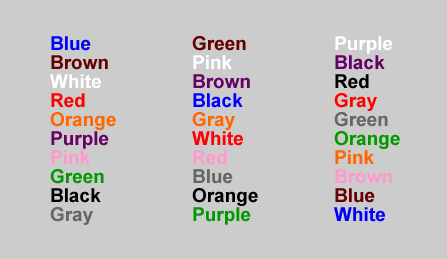 Blue
Brown
White
Red
Orange
Purple
Pink
Green
Black
Gray
Green
Pink
Brown
Black
Gray
White
Red
Blue
Orange
Purple
Purple
Black
Red
Gray
Green
Orange
Pink
Brown
Blue
White